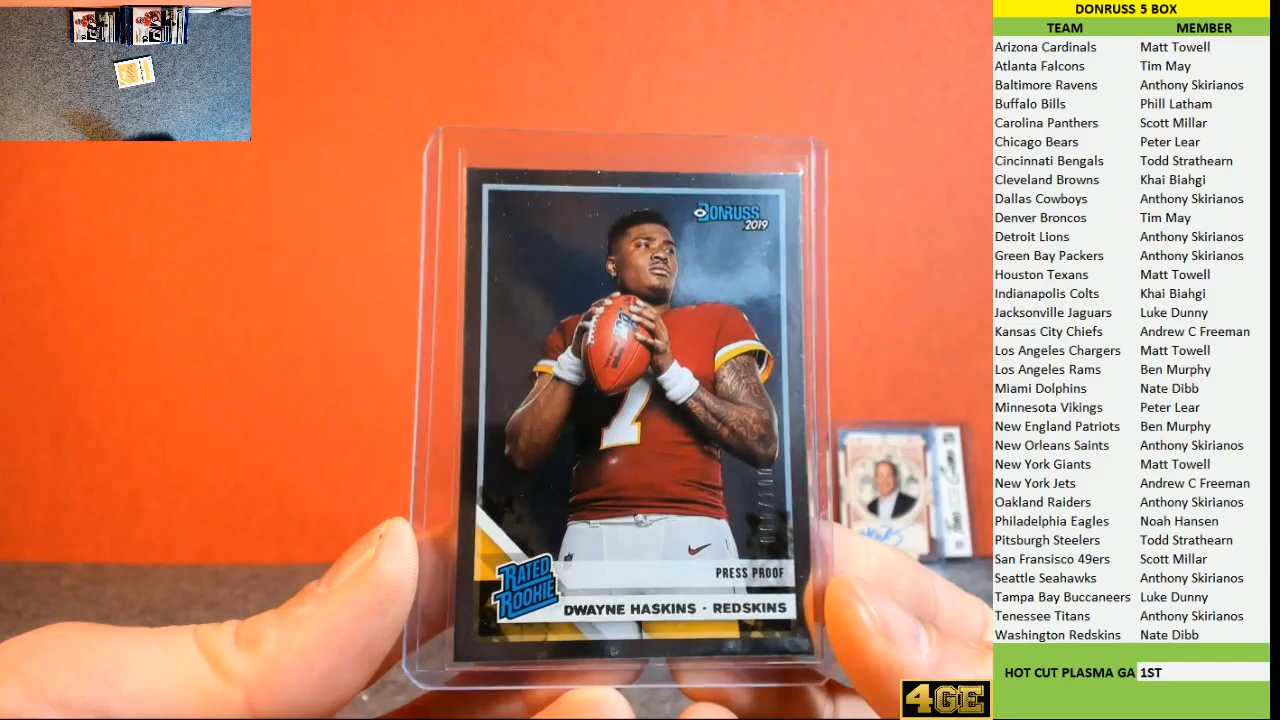 DONRUSS 5 BOX
TEAM MEMBER
Arizona Cardinals Matt Towell
Atlanta Falcons Tim May
Baltimore Ravens Anthony Skirianos
Buffalo Bills Phill Latham
Carolina Panthers Scott Millar
Chicago Bears Peter Lear
Cincinnati Bengals Todd Strathearn
Cleveland Browns Khai Biahgi
Dallas Cowboys Anthony Skirianos
Denver Broncos Tim May
Detroit Lions Anthony Skirianos
Green Bay Packers Anthony Skirianos
Houston Texans Matt Towell
Indianapolis Colts Khai Biahgi
Jacksonville Jaguars Luke Dunny
Kansas City Chiefs Andrew C Freeman
Los Angeles Chargers Matt Towell
Los Angeles Rams Ben Murphy
Miami Dolphins Nate Dibb
Minnesota Vikings Peter Lear
New England Patriots Ben Murphy
New Orleans Saints Anthony Skirianos
New York Giants Matt Towell
New York Jets Andrew C Freeman
Oakland Raiders Anthony Skirianos
Philadelphia Eagles Noah Hansen
Pitsburgh Steelers Todd Strathearn
San Fransisco 49ers Scott Millar
Seattle Seahawks Anthony Skirianos
Tampa Bay Buccaneers Luke Dunny
Tenessee Titans Anthony Skirianos
Washington Redskins Nate Dibb
HOT CUT PLASMA GA 1ST
4GE
DONRUSS
2019
7
PRESS PROOF
RATED
ROOKIE
DWAYNE HASKINS · REDSKINS